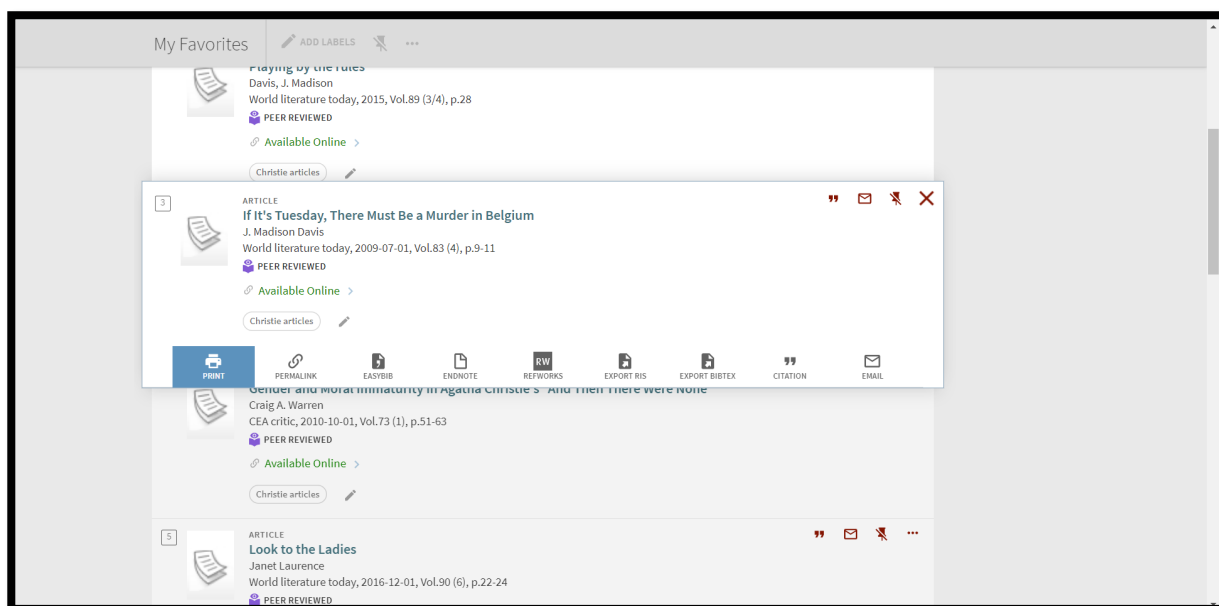 My Favorites
ADD LABELS
Playing by the rules
Davis, J. Madison
World literature today, 2015, Vol.89 (3/4), p.28
PEER REVIEWED
Available Online
Christie articles
3
ARTICLE
If It's Tuesday, There Must Be a Murder in Belgium
J. Madison Davis
World literature today, 2009-07-01, Vol.83 (4), p.9-11
PEER REVIEWED
Available Online
Christie articles
PRINT
PERMALINK
EASYBIB
ENDNOTE
RW
REFWORKS
EXPORT RIS
EXPORT BIBTEX
CITATION
EMAIL
Gender and Moral Immaturity in Agatha Christie's "And Then There Were None"
Craig A. Warren
CEA critic, 2010-10-01, Vol.73 (1), p.51-63
PEER REVIEWED
Available Online
Christie articles
5
ARTICLE
Look to the Ladies
Janet Laurence
World literature today, 2016-12-01, Vol.90 (6), p.22-24
PEER REVIEWED